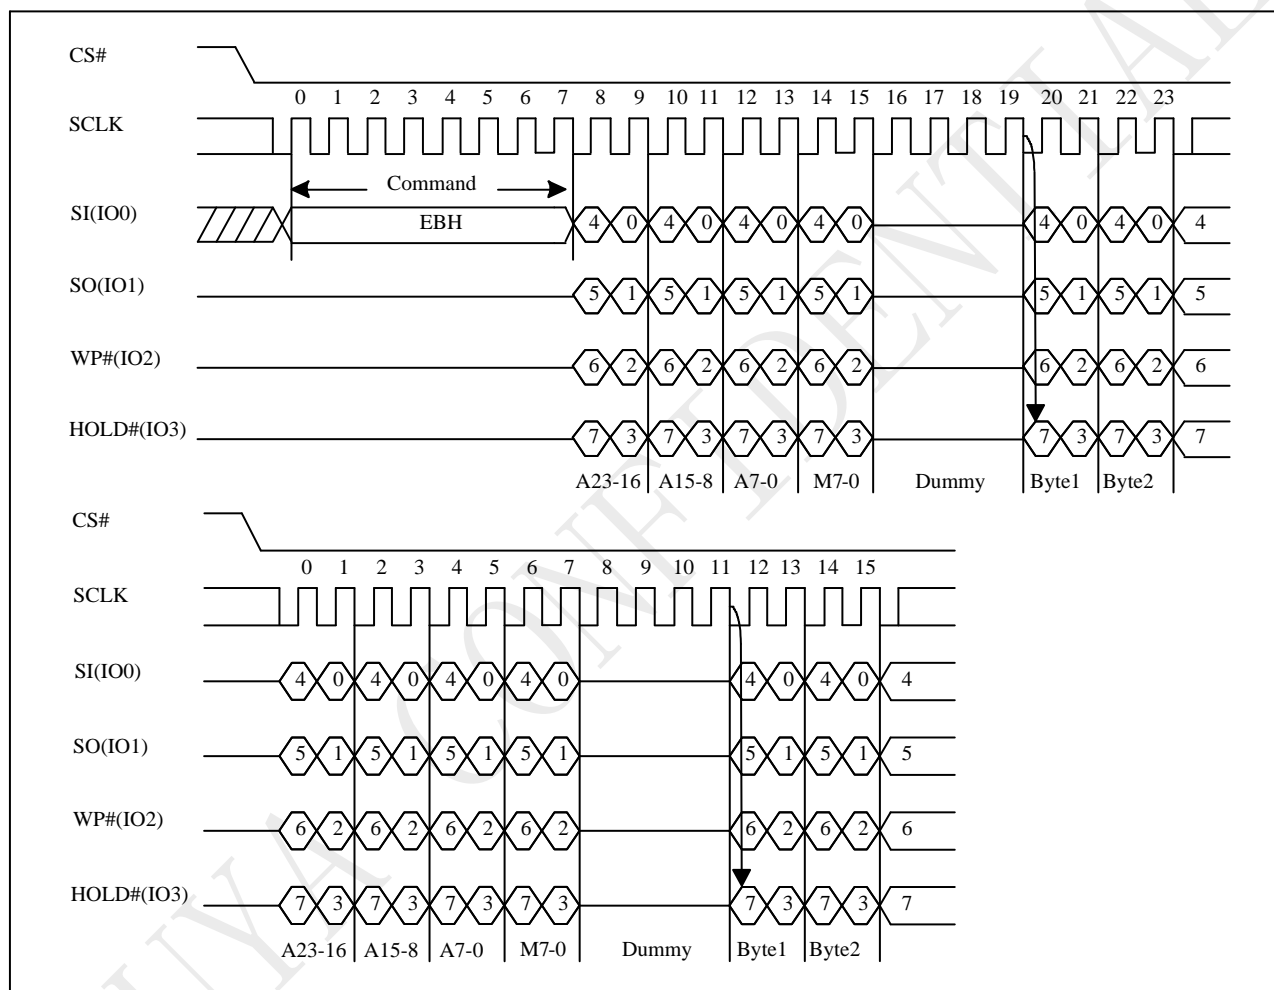 CS#
0 1 2 3 4 5 6 7 8 9 10 11 12 13 14 15 16 17 18 19 20 21 22 23
SCLK
Command
SI(IO0) EBH 4 0 4 0 4 0 4 0 4 0 4 0 4
SO(IO1) 5 1 5 1 5 1 5 1 5 1 5 1 5
WP#(IO2) 6 2 6 2 6 2 6 2 6 2 6 2 6
HOLD#(IO3) 7 3 7 3 7 3 7 3 7 3 7 3 7
A23-16 A15-8 A7-0 M7-0 Dummy Byte1 Byte2
CS#
0 1 2 3 4 5 6 7 8 9 10 11 12 13 14 15
SCLK
SI(IO0) 4 0 4 0 4 0 4 0 4 0 4 0 4
SO(IO1) 5 1 5 1 5 1 5 1 5 1 5 1 5
WP#(IO2) 6 2 6 2 6 2 6 2 6 2 6 2 6
HOLD#(IO3) 7 3 7 3 7 3 7 3 7 3 7 3 7
A23-16 A15-8 A7-0 M7-0 Dummy Byte1 Byte2
UYA CONFIDENTIAL